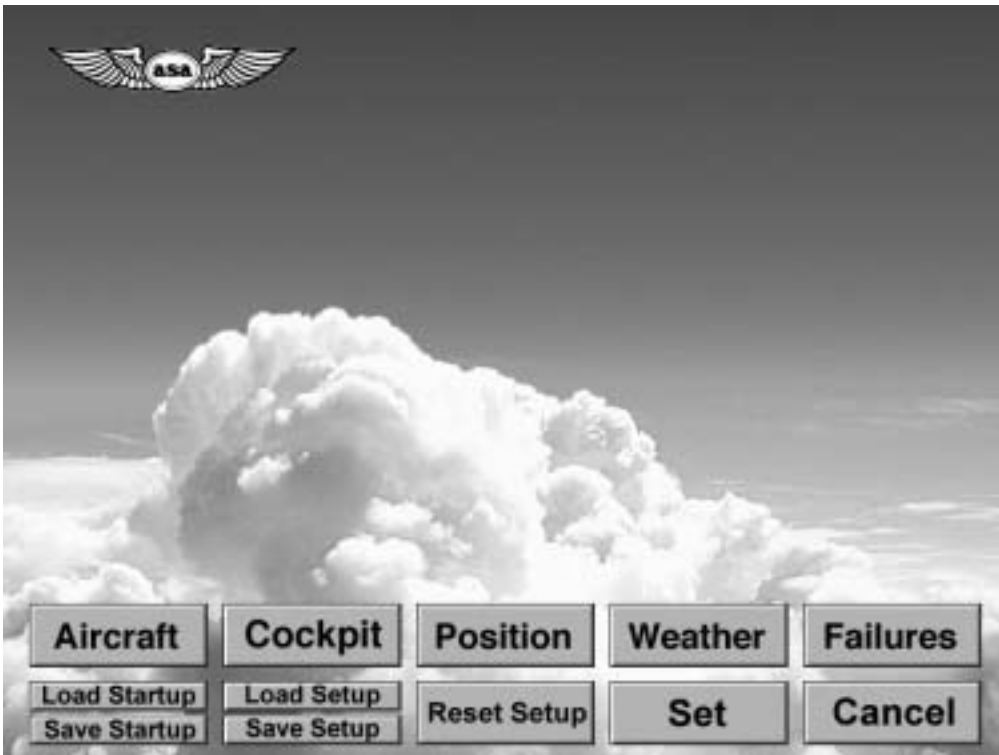 ASA
Aircraft Cockpit Position Weather Failures
Load Startup Load Setup Reset Setup Set Cancel
Save Startup Save Setup